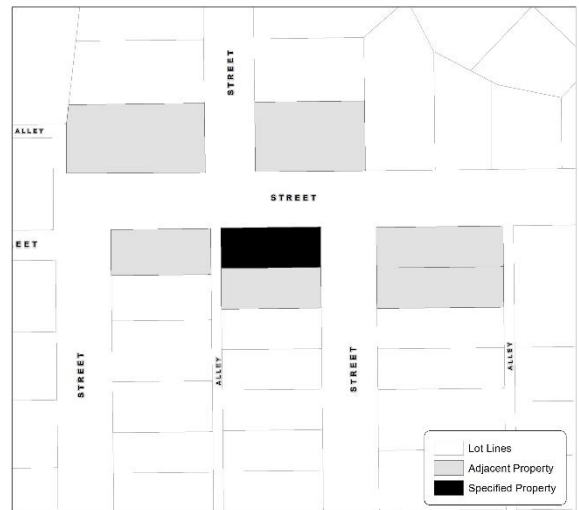 STREET
ALLEY
STREET
EET
STREET
ALLEY
STREET
ALLEY
Lot Lines
Adjacent Property
Specified Property